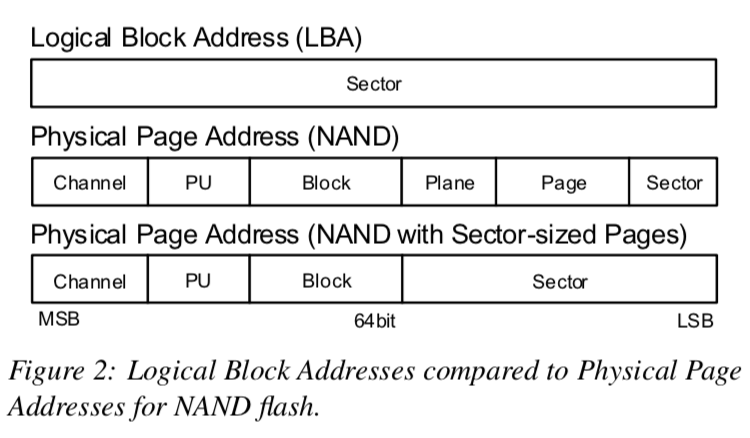 Logical Block Address (LBA)
Sector
Physical Page Address (NAND)
Channel PU Block Plane Page Sector
Physical Page Address (NAND with Sector-sized Pages)
Channel PU Block Sector
MSB 64bit LSB
Figure 2: Logical Block Addresses compared to Physical Page
Addresses for NAND flash.